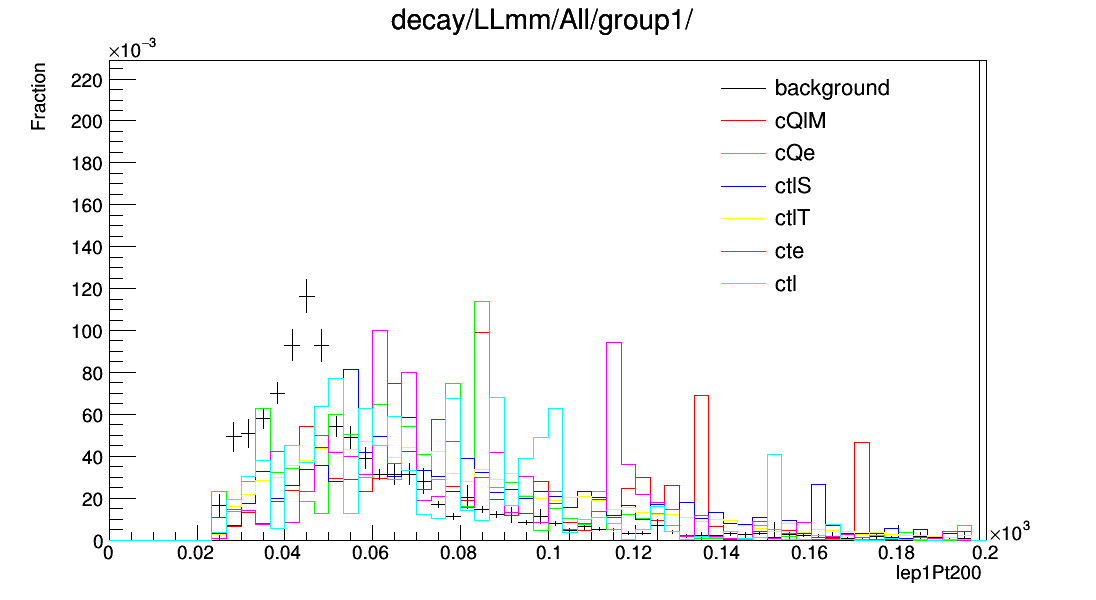 decay/LLmm/All/group1/
×10⁻³
Fraction
220
200
180
160
140
120
100
80
60
40
20
0
background
cQlM
cQe
ctlS
ctlT
cte
ctl
0 0.02 0.04 0.06 0.08 0.1 0.12 0.14 0.16 0.18 0.2
×10³
lep1Pt200